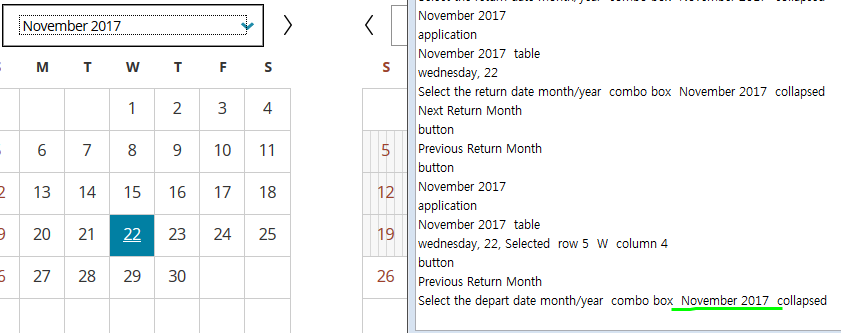 November 2017
S M T W T F S
1 2 3 4
5 6 7 8 9 10 11
12 13 14 15 16 17 18
19 20 21 22 23 24 25
26 27 28 29 30
S
5
12
19
26
Select the return date month/year combo box November 2017 collapsed
November 2017
application
November 2017 table
wednesday, 22
Select the return date month/year combo box November 2017 collapsed
Next Return Month
button
Previous Return Month
button
November 2017
application
November 2017 table
wednesday, 22, Selected row 5 W column 4
button
Previous Return Month
Select the depart date month/year combo box November 2017 collapsed